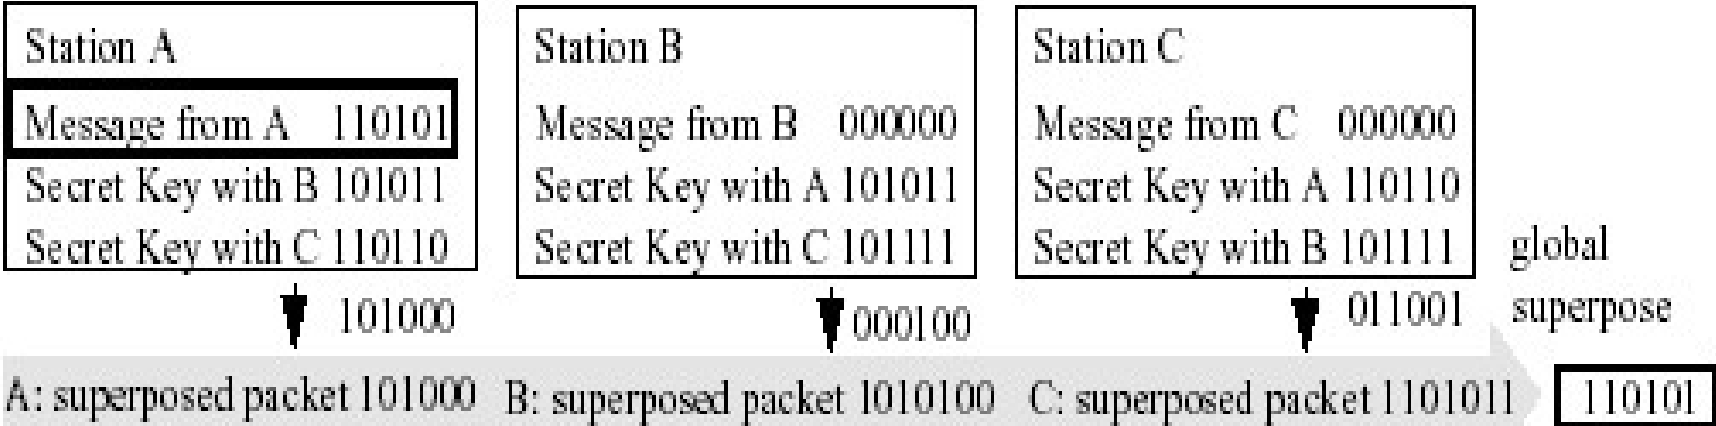 Station A
Message from A 110101
Secret Key with B 101011
Secret Key with C 110110
101000
Station B
Message from B 000000
Secret Key with A 101011
Secret Key with C 101111
000100
Station C
Message from C 000000
Secret Key with A 110110
Secret Key with B 101111
011001
global
superpose
A: superposed packet 101000 B: superposed packet 1010100 C: superposed packet 1101011 110101